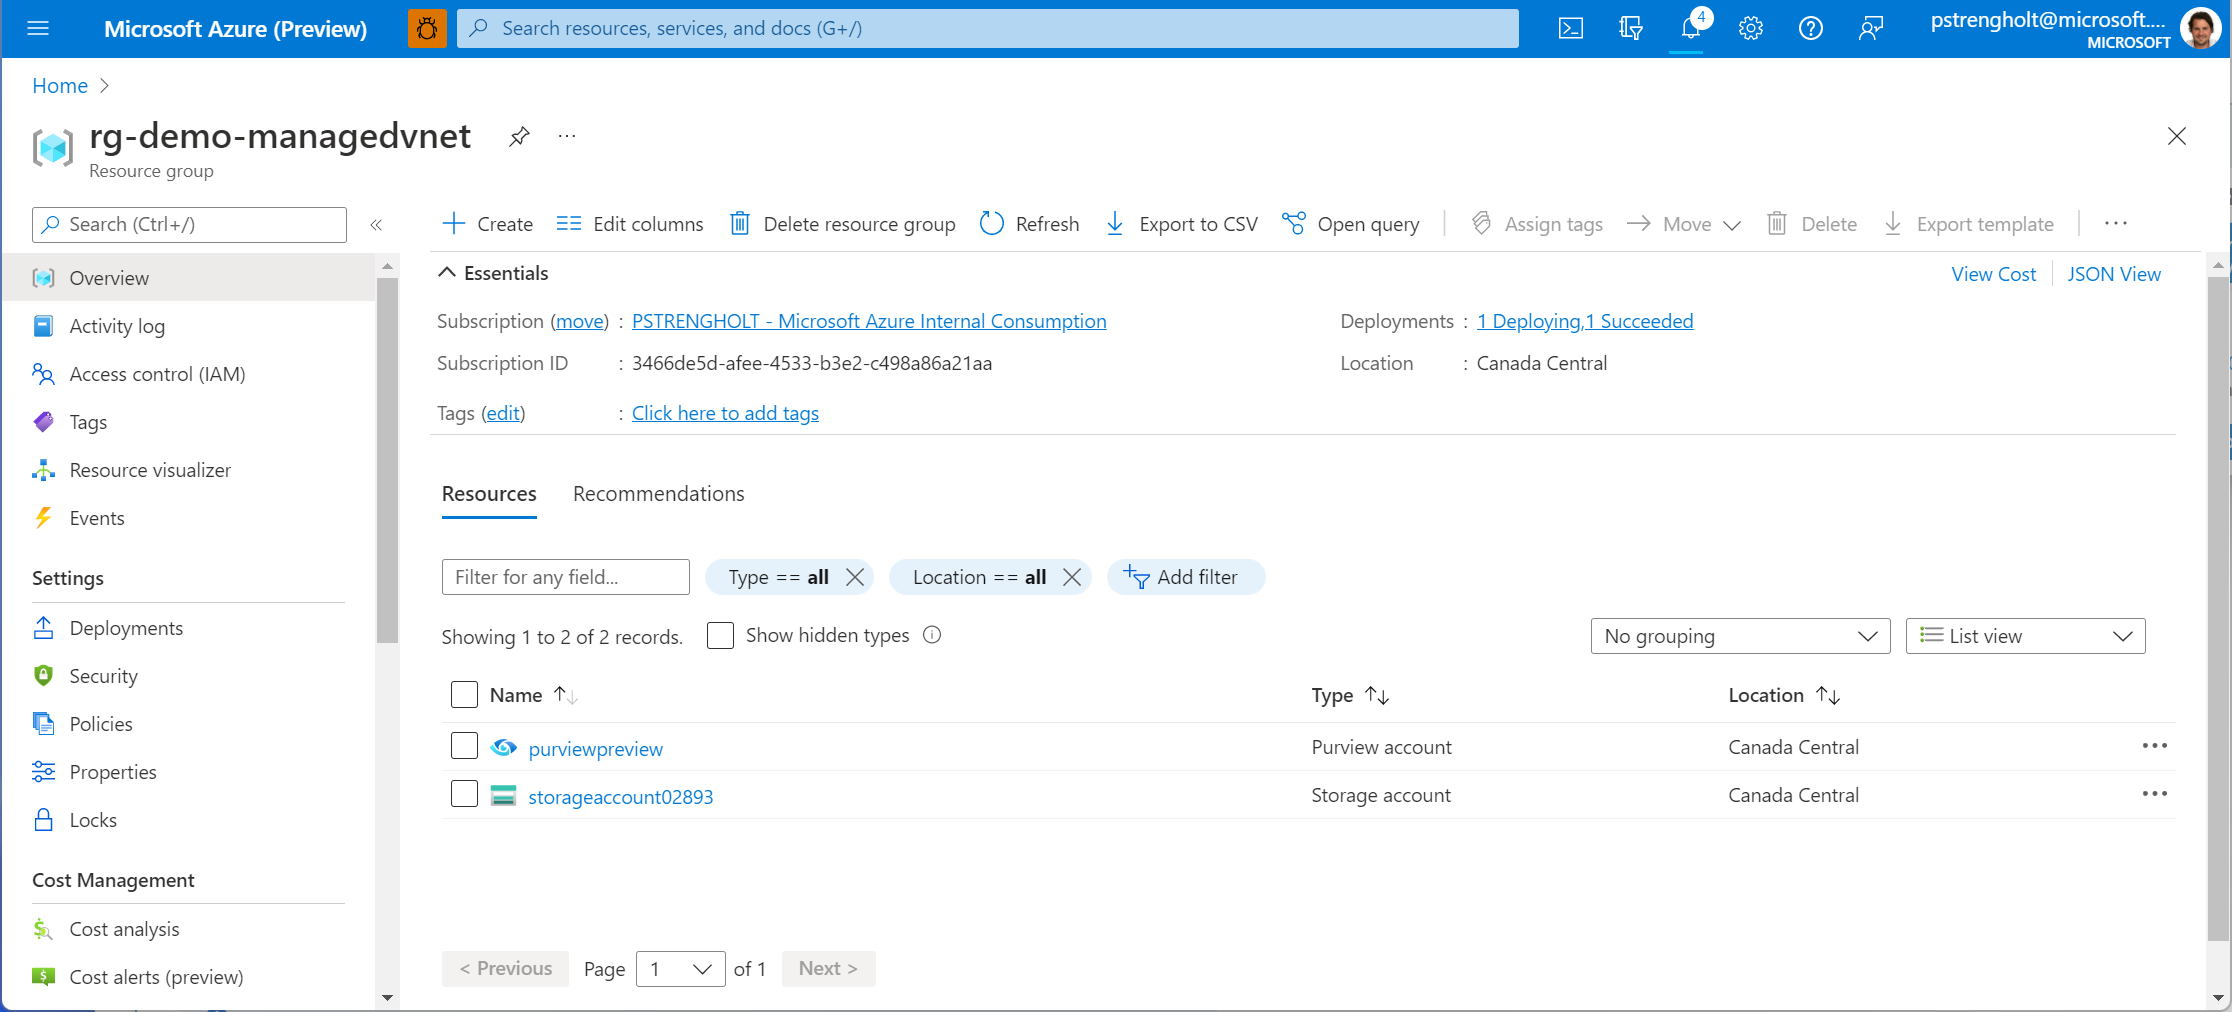 Microsoft Azure (Preview)
Search resources, services, and docs (G+/)
4
pstrengholt@microsoft....
MICROSOFT
Home
rg-demo-managedvnet
...
Resource group
Search (Ctrl+/)
«
Create
Edit columns
Delete resource group
Refresh
Export to CSV
Open query
Assign tags
Move
Delete
Export template
...
Overview
Activity log
Access control (IAM)
Tags
Resource visualizer
Events
Settings
Deployments
Security
Policies
Properties
Locks
Cost Management
Cost analysis
Cost alerts (preview)
Essentials
View Cost
JSON View
Subscription (move) : PSTRENGHOLT - Microsoft Azure Internal Consumption
Deployments : 1 Deploying,1 Succeeded
Subscription ID : 3466de5d-afee-4533-b3e2-c498a86a21aa
Location : Canada Central
Tags (edit) : Click here to add tags
Resources
Recommendations
Filter for any field...
Type == all
Location == all
Add filter
Showing 1 to 2 of 2 records.
Show hidden types
No grouping
List view
Name
Type
Location
purviewpreview
Purview account
Canada Central
...
storageaccount02893
Storage account
Canada Central
...
< Previous
Page 1 of 1
Next >